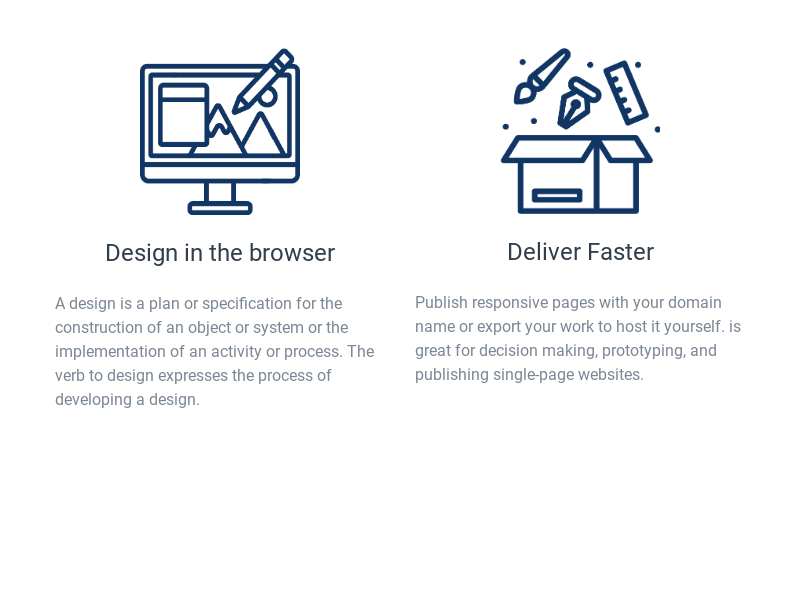 Design in the browser
A design is a plan or specification for the
construction of an object or system or the
implementation of an activity or process. The
verb to design expresses the process of
developing a design.
Deliver Faster
Publish responsive pages with your domain
name or export your work to host it yourself. is
great for decision making, prototyping, and
publishing single-page websites.